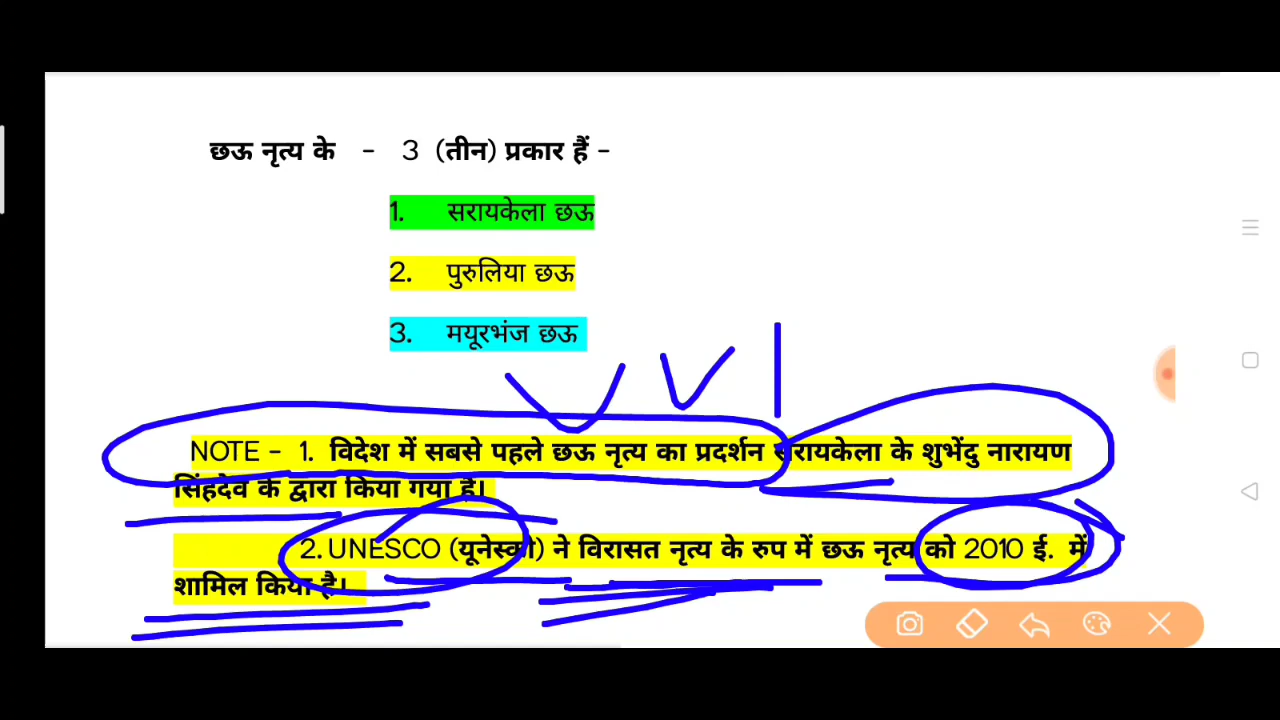 छऊ नृत्य के - 3 (तीन) प्रकार हैं -
1. सरायकेला छऊ
2. पुरुलिया छऊ
3. मयूरभंज छऊ
NOTE - 1. विदेश में सबसे पहले छऊ नृत्य का प्रदर्शन सरायकेला के शुभेंदु नारायण
सिंहदेव के द्वारा किया गया है।
2. UNESCO (यूनेस्को) ने विरासत नृत्य के रुप में छऊ नृत्य को 2010 ई. में
शामिल किया है।